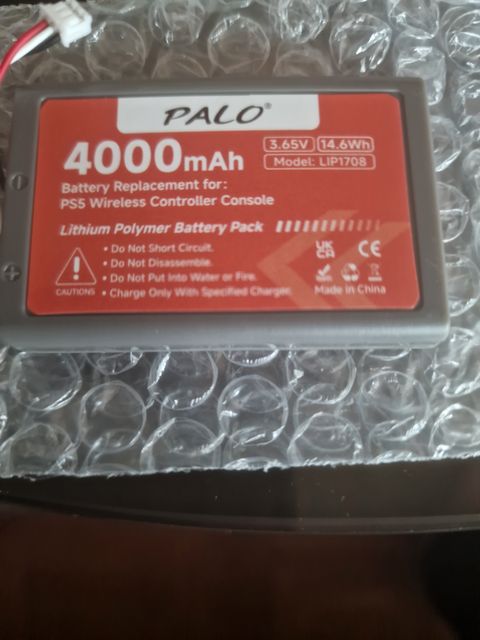 PALO®
4000mAh
3.65V 14.6Wh
Model: LIP1708
Battery Replacement for:
PS5 Wireless Controller Console
Lithium Polymer Battery Pack
• Do Not Short Circuit.
• Do Not Disassemble.
• Do Not Put Into Water or Fire.
• Charge Only With Specified Charger.
CAUTIONS
UK
CA
CE
Made in China